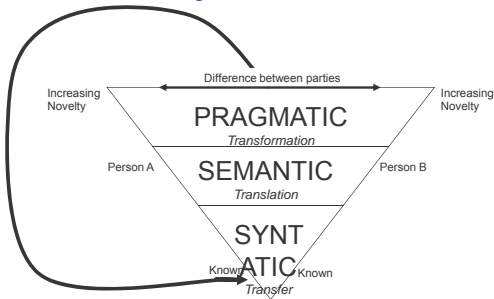 Difference between parties
Increasing
Novelty
Increasing
Novelty
PRAGMATIC
Transformation
Person A
Person B
SEMANTIC
Translation
SYNT
ATIC
Known
Known
Transfer